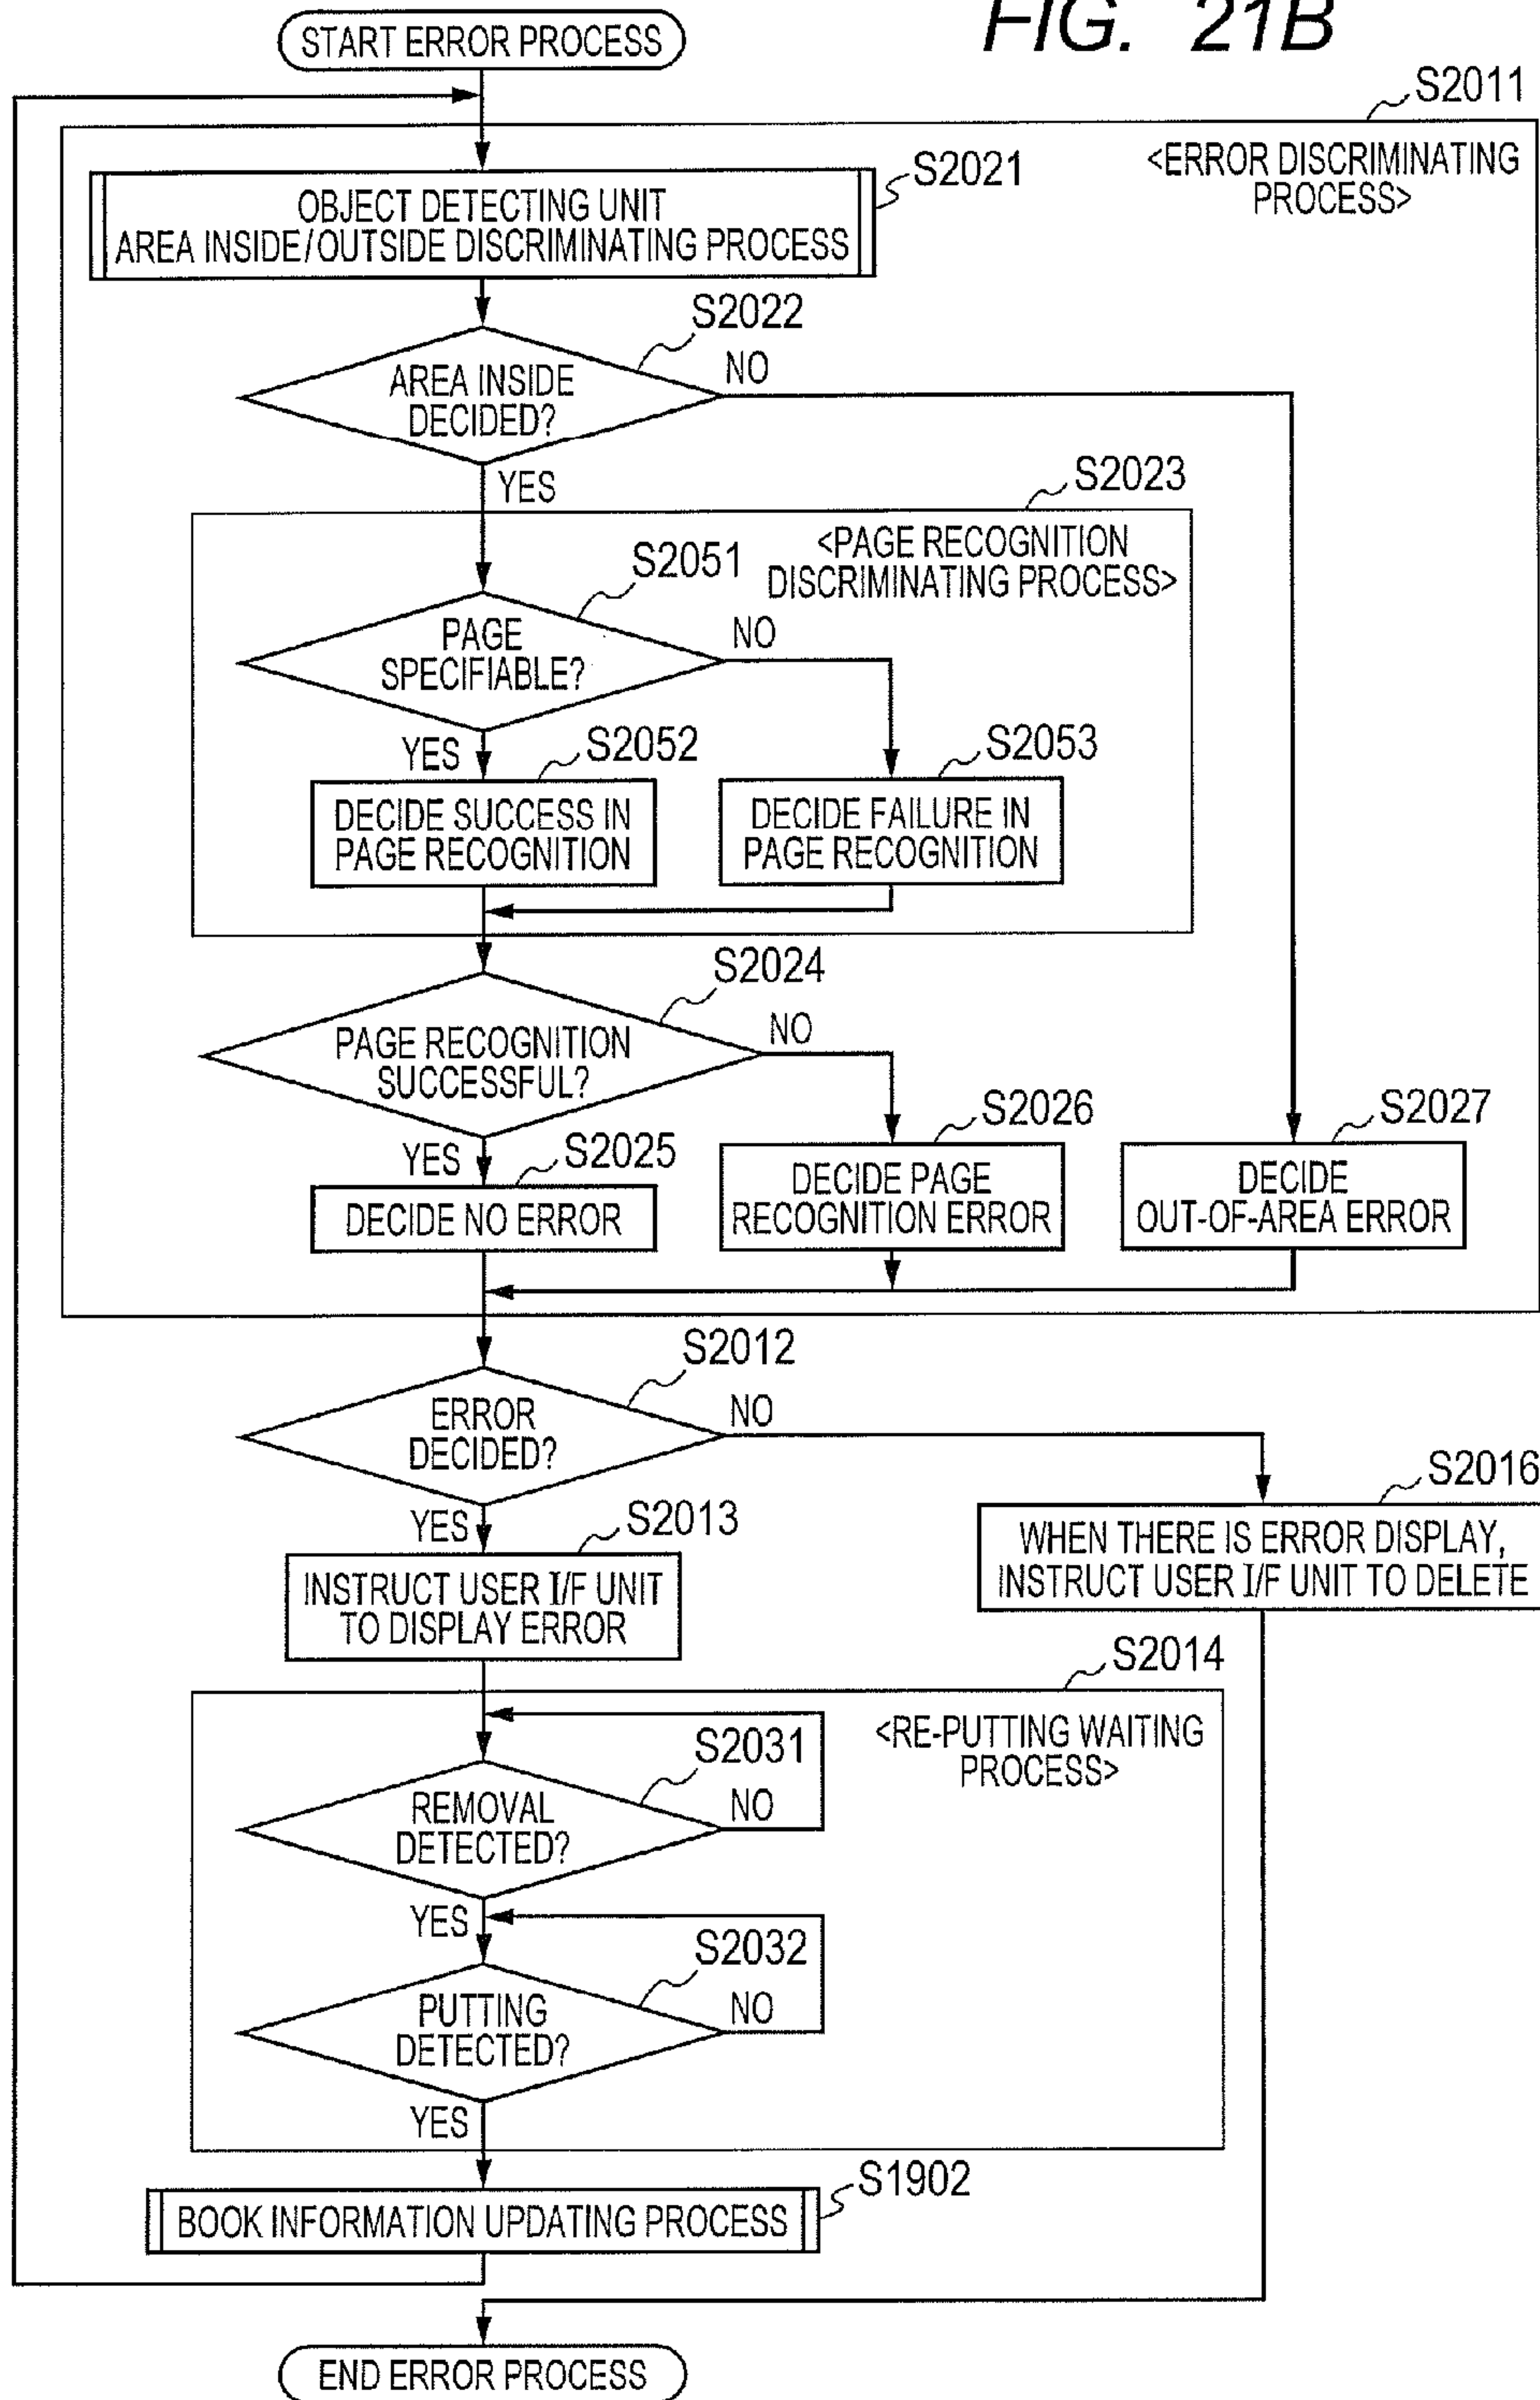 FIG. 21B
START ERROR PROCESS
S2011
<ERROR DISCRIMINATING
PROCESS>
S2021
OBJECT DETECTING UNIT
AREA INSIDE/OUTSIDE DISCRIMINATING PROCESS
S2022
AREA INSIDE
DECIDED?
NO
YES
S2023
<PAGE RECOGNITION
DISCRIMINATING PROCESS>
S2051
PAGE
SPECIFIABLE?
NO
YES
S2052
DECIDE SUCCESS IN
PAGE RECOGNITION
S2053
DECIDE FAILURE IN
PAGE RECOGNITION
S2024
PAGE RECOGNITION
SUCCESSFUL?
NO
YES
S2025
DECIDE NO ERROR
S2026
DECIDE PAGE
RECOGNITION ERROR
S2027
DECIDE
OUT-OF-AREA ERROR
S2012
ERROR
DECIDED?
NO
YES
S2013
INSTRUCT USER I/F UNIT
TO DISPLAY ERROR
S2016
WHEN THERE IS ERROR DISPLAY,
INSTRUCT USER I/F UNIT TO DELETE
S2014
<RE-PUTTING WAITING
PROCESS>
S2031
REMOVAL
DETECTED?
NO
YES
S2032
PUTTING
DETECTED?
NO
YES
S1902
BOOK INFORMATION UPDATING PROCESS
END ERROR PROCESS